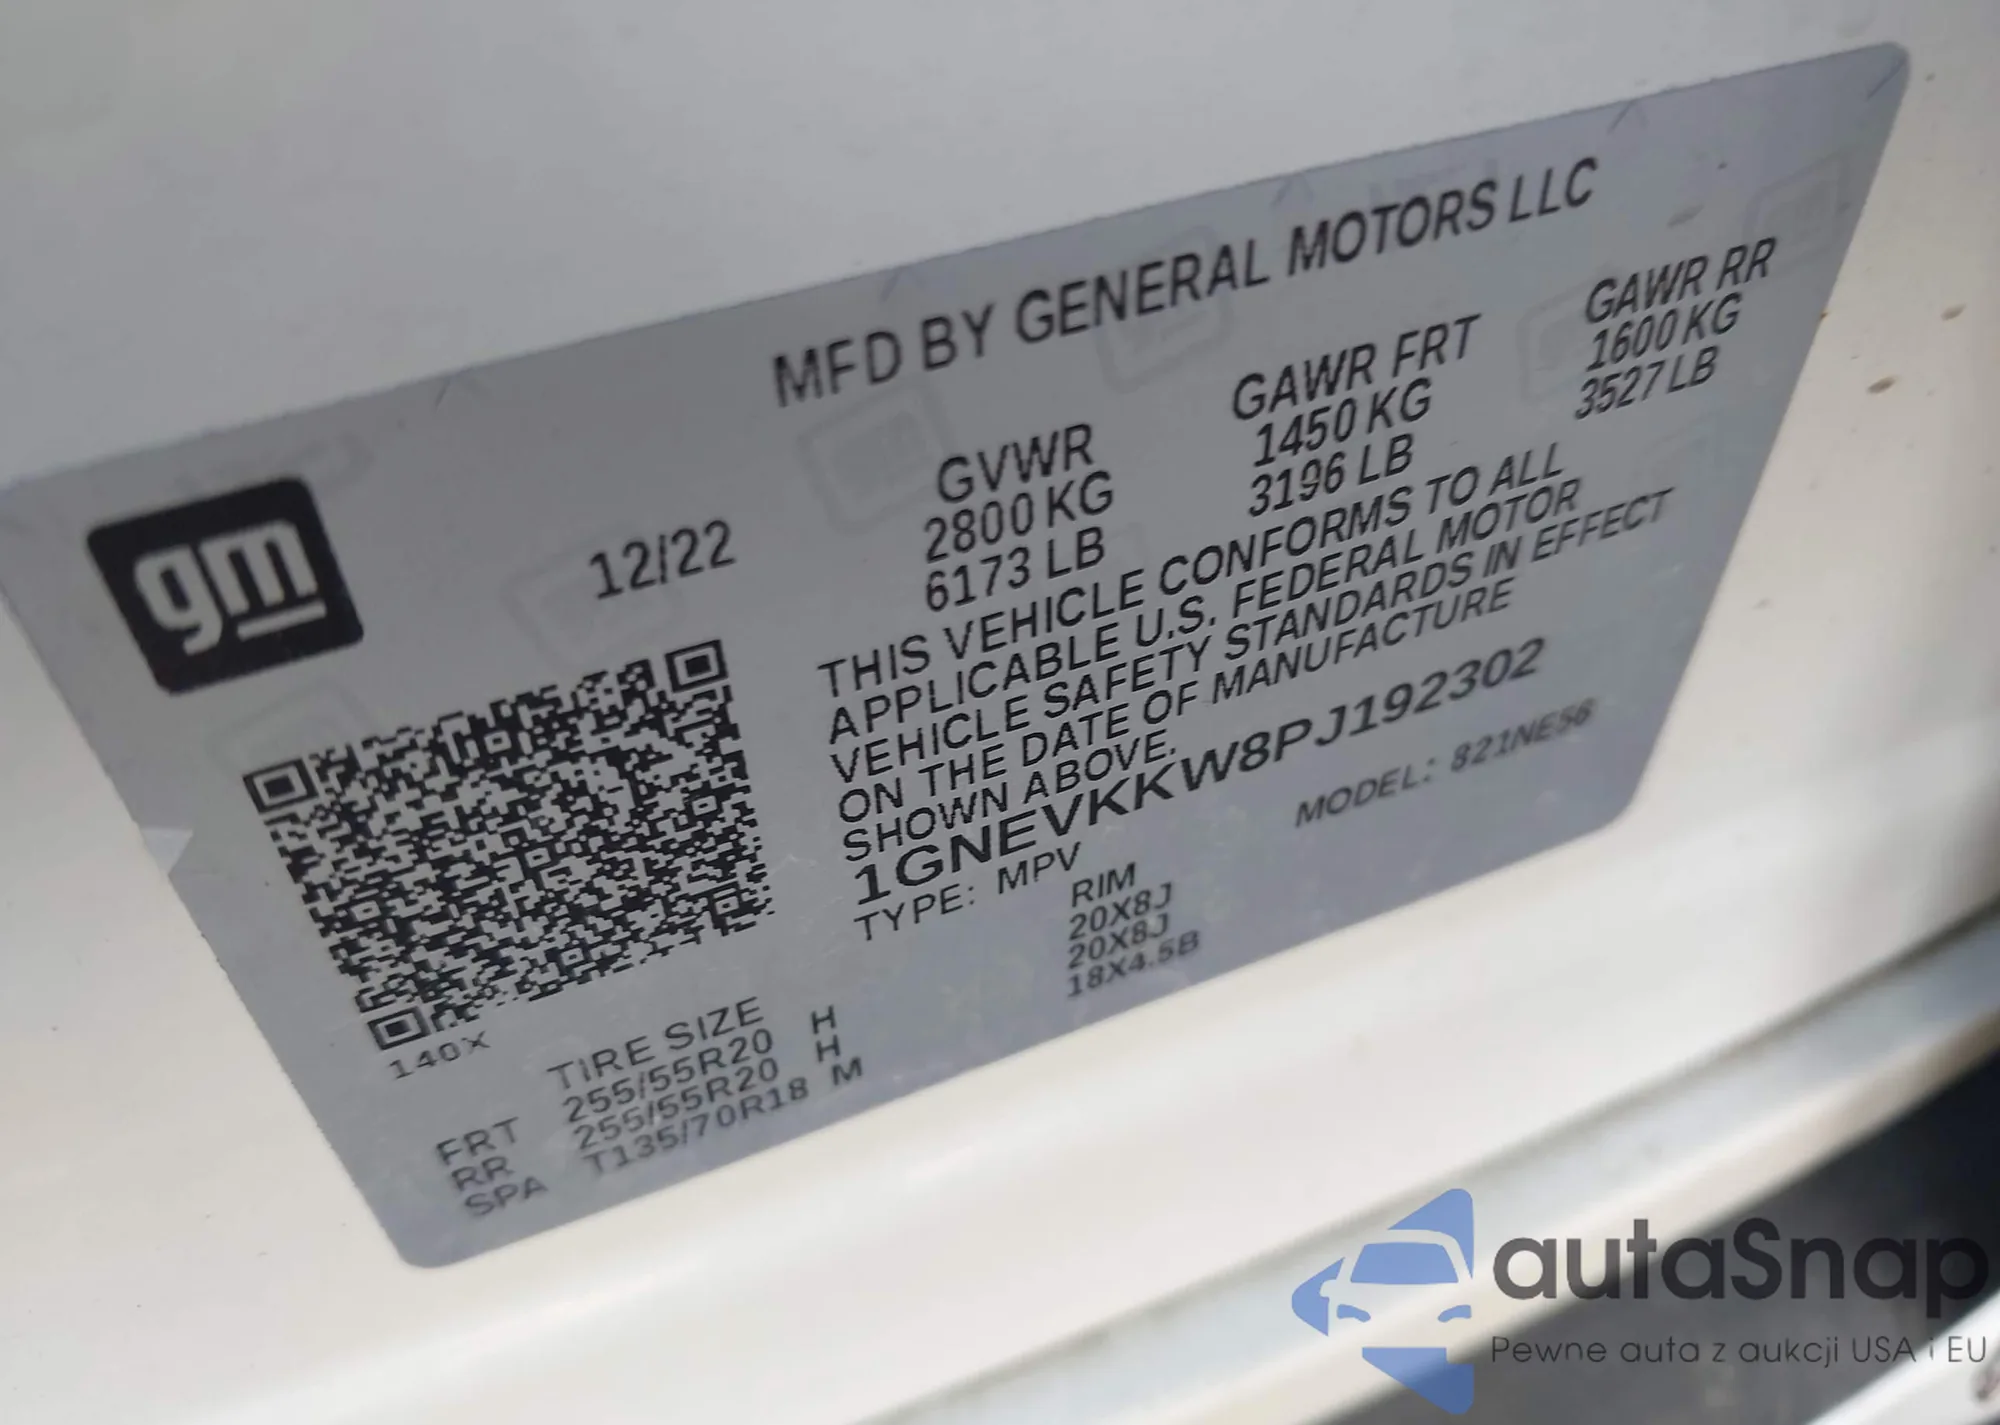 MFD BY GENERAL MOTORS LLC
gm
12/22
GVWR
2800 KG
6173 LB
GAWR FRT
1450 KG
3196 LB
GAWR RR
1600 KG
3527 LB
THIS VEHICLE CONFORMS TO ALL
APPLICABLE U.S. FEDERAL MOTOR
VEHICLE SAFETY STANDARDS IN EFFECT
ON THE DATE OF MANUFACTURE
SHOWN ABOVE.
1GNEVKKW8PJ192302
TYPE: MPV
MODEL: 821NE56
140X
TIRE SIZE RIM
FRT 255/55R20 H 20X8J
RR 255/55R20 H 20X8J
SPA T135/70R18 M 18X4.5B
autaSnap
Pewne auta z aukcji USA i EU